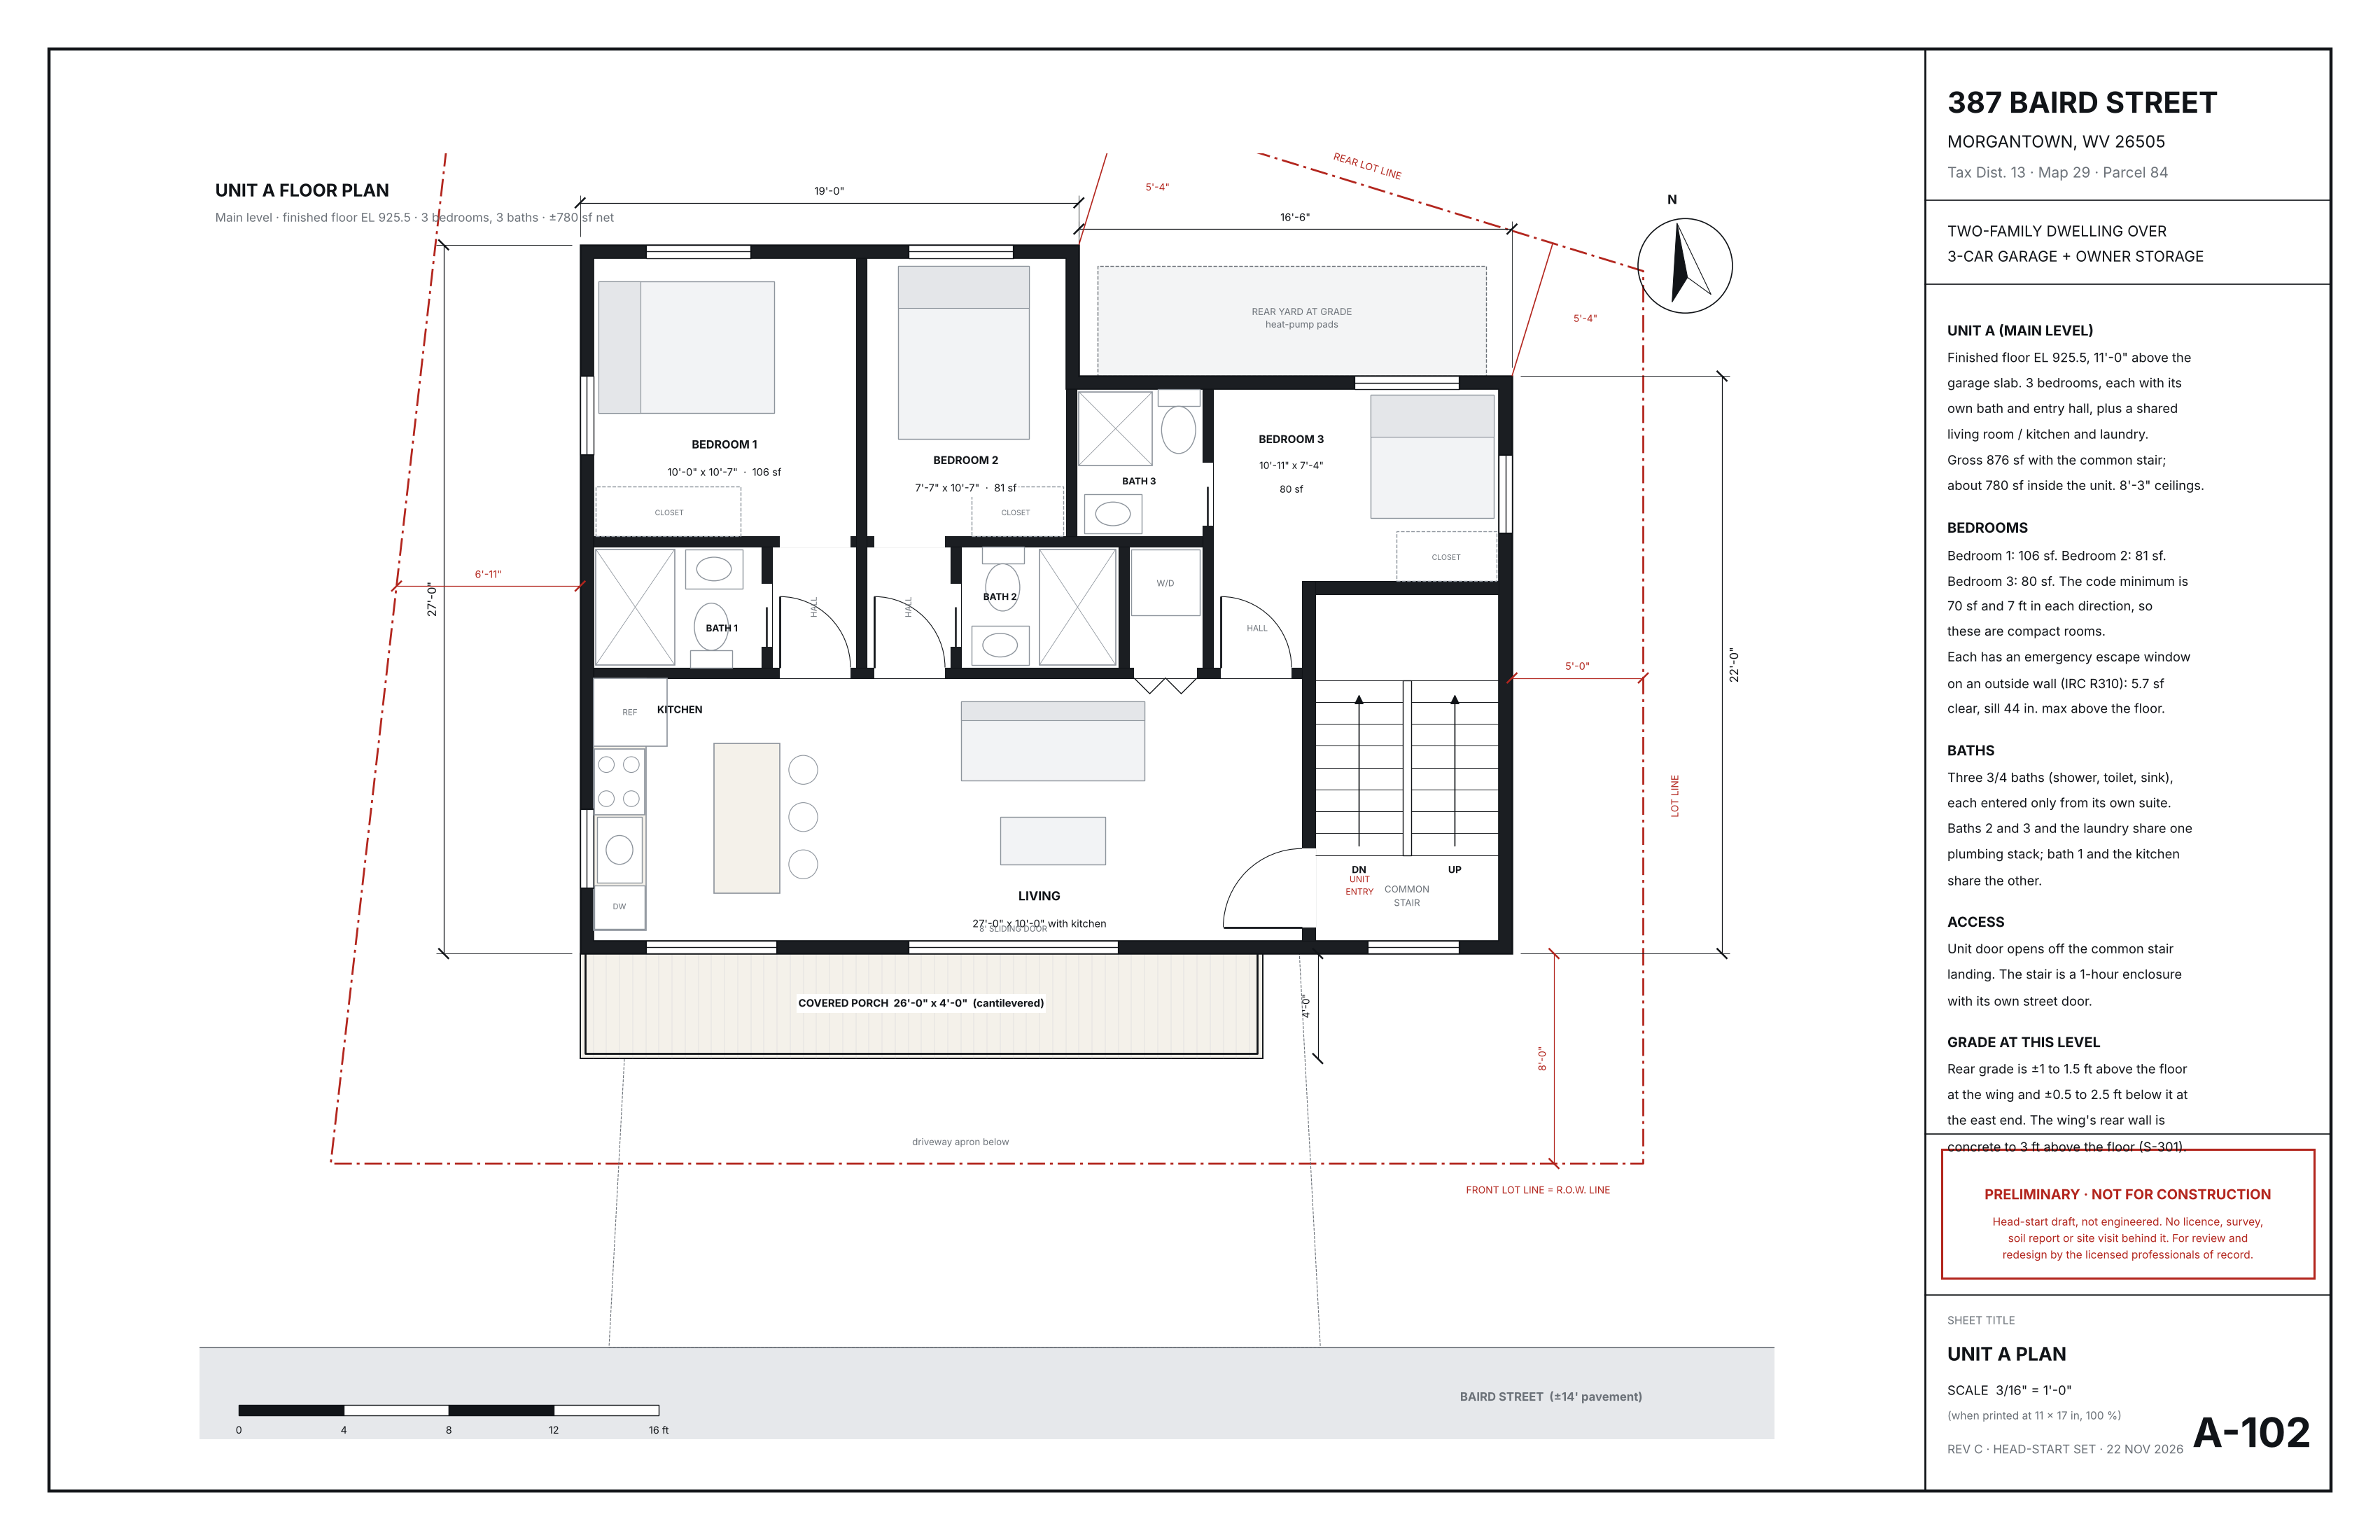 UNIT A FLOOR PLAN
Main level · finished floor EL 925.5 · 3 bedrooms, 3 baths · ±780 sf net
19'-0"
5'-4"
REAR LOT LINE
16'-6"
N
5'-4"
REAR YARD AT GRADE
heat-pump pads
BEDROOM 1
10'-0" x 10'-7" · 106 sf
CLOSET
BEDROOM 2
7'-7" x 10'-7" · 81 sf
CLOSET
BATH 3
BEDROOM 3
10'-11" x 7'-4"
80 sf
CLOSET
6'-11"
27'-0"
BATH 1
HALL
HALL
BATH 2
W/D
HALL
5'-0"
22'-0"
LOT LINE
REF
KITCHEN
DW
LIVING
27'-0" x 10'-0" with kitchen
8' SLIDING DOOR
DN
UNIT
ENTRY
UP
COMMON
STAIR
COVERED PORCH 26'-0" x 4'-0" (cantilevered)
4'-0"
8'-0"
driveway apron below
FRONT LOT LINE = R.O.W. LINE
BAIRD STREET (±14' pavement)
0
4
8
12
16 ft
387 BAIRD STREET
MORGANTOWN, WV 26505
Tax Dist. 13 · Map 29 · Parcel 84
TWO-FAMILY DWELLING OVER
3-CAR GARAGE + OWNER STORAGE
UNIT A (MAIN LEVEL)
Finished floor EL 925.5, 11'-0" above the
garage slab. 3 bedrooms, each with its
own bath and entry hall, plus a shared
living room / kitchen and laundry.
Gross 876 sf with the common stair;
about 780 sf inside the unit. 8'-3" ceilings.
BEDROOMS
Bedroom 1: 106 sf. Bedroom 2: 81 sf.
Bedroom 3: 80 sf. The code minimum is
70 sf and 7 ft in each direction, so
these are compact rooms.
Each has an emergency escape window
on an outside wall (IRC R310): 5.7 sf
clear, sill 44 in. max above the floor.
BATHS
Three 3/4 baths (shower, toilet, sink),
each entered only from its own suite.
Baths 2 and 3 and the laundry share one
plumbing stack; bath 1 and the kitchen
share the other.
ACCESS
Unit door opens off the common stair
landing. The stair is a 1-hour enclosure
with its own street door.
GRADE AT THIS LEVEL
Rear grade is ±1 to 1.5 ft above the floor
at the wing and ±0.5 to 2.5 ft below it at
the east end. The wing's rear wall is
concrete to 3 ft above the floor (S-301).
PRELIMINARY · NOT FOR CONSTRUCTION
Head-start draft, not engineered. No licence, survey,
soil report or site visit behind it. For review and
redesign by the licensed professionals of record.
SHEET TITLE
UNIT A PLAN
SCALE 3/16" = 1'-0"
(when printed at 11 × 17 in, 100 %)
REV C · HEAD-START SET · 22 NOV 2026
A-102